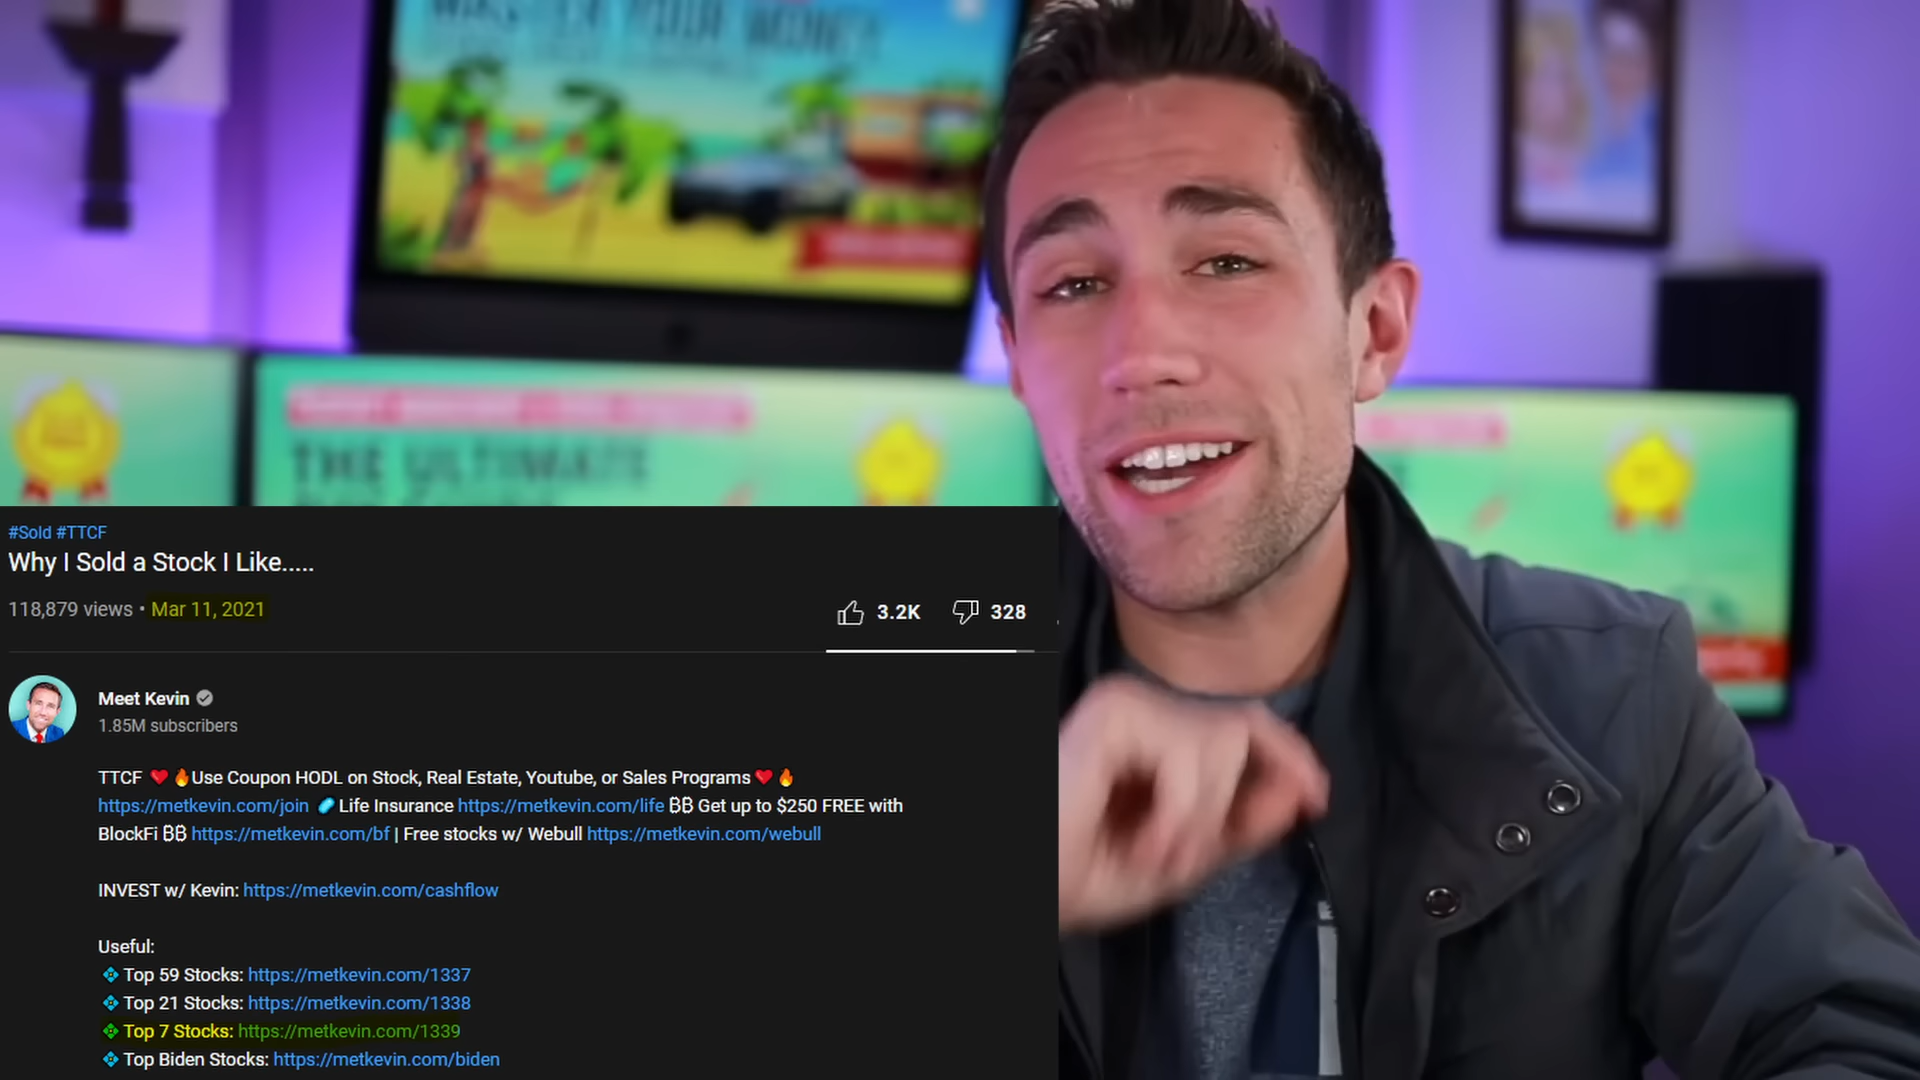 MASTER YOUR MONEY
THE ULTIMATE
#Sold #TTCF
Why I Sold a Stock I Like.....
118,879 views • Mar 11, 2021
3.2K 328
Meet Kevin
1.85M subscribers
TTCF ❤️🔥Use Coupon HODL on Stock, Real Estate, Youtube, or Sales Programs❤️🔥
https://metkevin.com/join Life Insurance https://metkevin.com/life ₿₿ Get up to $250 FREE with
BlockFi ₿₿ https://metkevin.com/bf | Free stocks w/ Webull https://metkevin.com/webull
INVEST w/ Kevin: https://metkevin.com/cashflow
Useful:
💠Top 59 Stocks: https://metkevin.com/1337
💠Top 21 Stocks: https://metkevin.com/1338
💠Top 7 Stocks: https://metkevin.com/1339
💠Top Biden Stocks: https://metkevin.com/biden